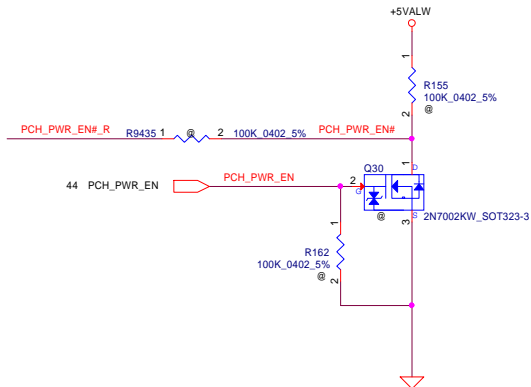 +5VALW
1
R155
100K_0402_5%
2
@
PCH_PWR_EN#_R
R9435 1 @ 2 100K_0402_5%
PCH_PWR_EN#
1
D
Q30
44 PCH_PWR_EN
PCH_PWR_EN
2
G
@
3
S
2N7002KW_SOT323-3
1
R162
100K_0402_5%
2
@